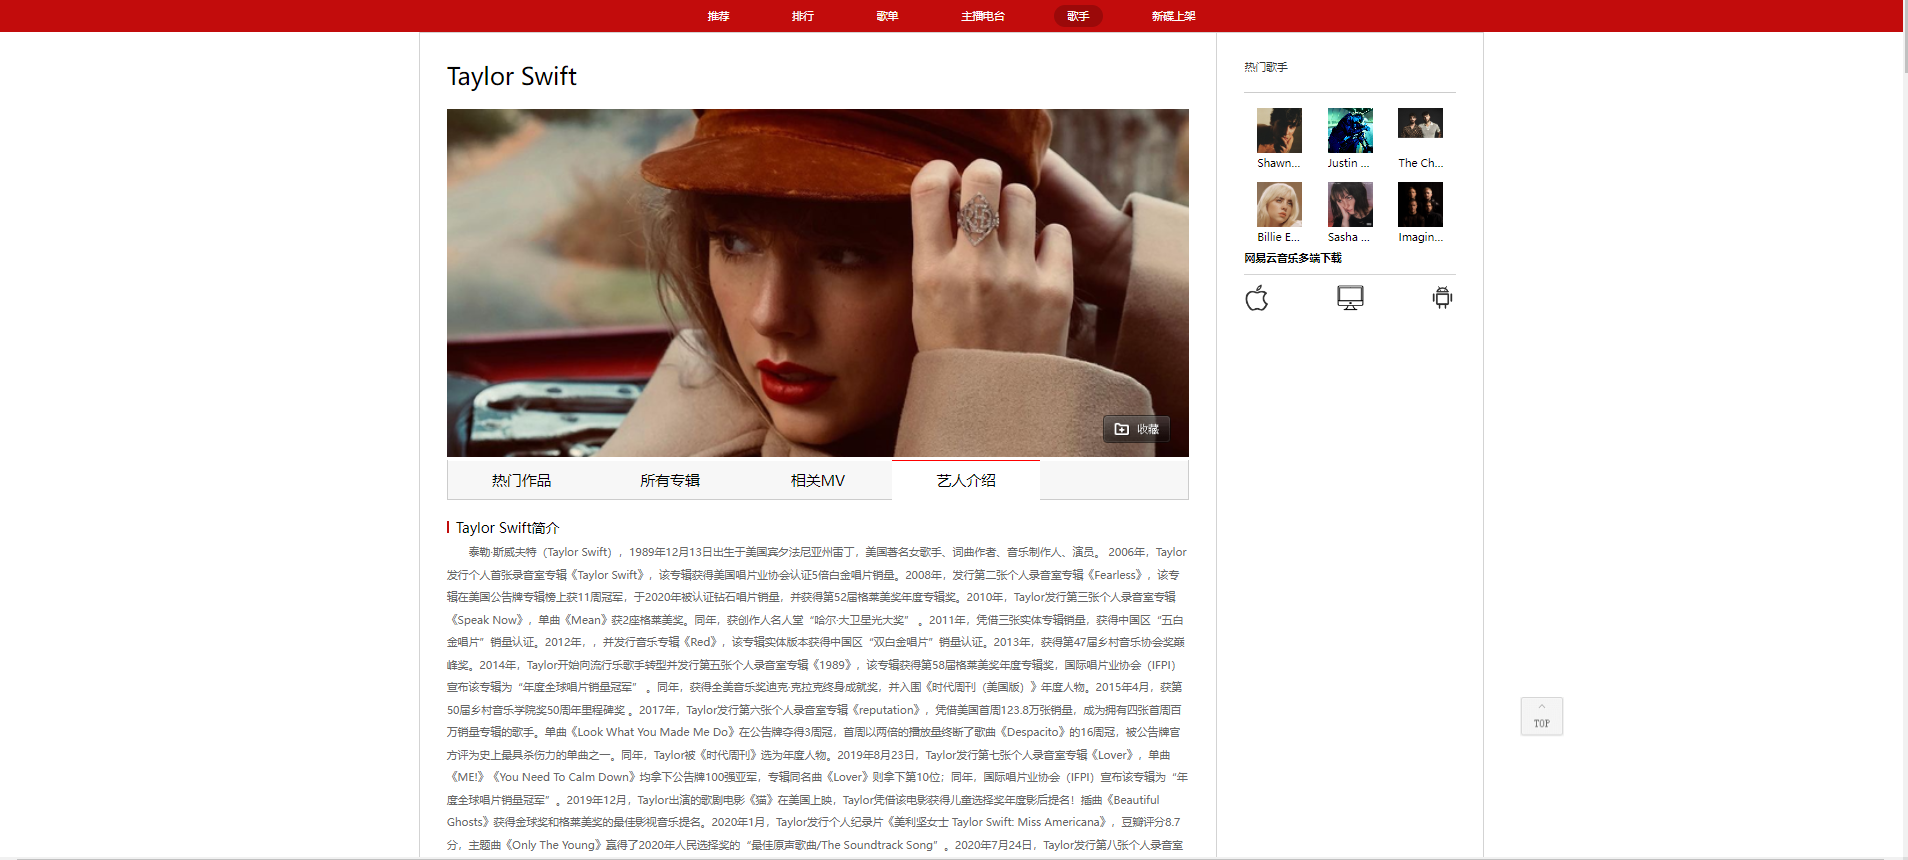 推荐 排行 歌单 主播电台 歌手 新碟上架
Taylor Swift
收藏
热门作品 所有专辑 相关MV 艺人介绍
Taylor Swift简介
泰勒·斯威夫特（Taylor Swift），1989年12月13日出生于美国宾夕法尼亚州雷丁，美国著名女歌手、词曲作者、音乐制作人、演员。 2006年，Taylor
发行个人首张录音室专辑《Taylor Swift》，该专辑获得美国唱片业协会认证5倍白金唱片销量。2008年，发行第二张个人录音室专辑《Fearless》，该专
辑在美国公告牌专辑榜上获11周冠军，于2020年被认证钻石唱片销量，并获得第52届格莱美奖年度专辑奖。2010年，Taylor发行第三张个人录音室专辑
《Speak Now》，单曲《Mean》获2座格莱美奖。同年，获创作人名人堂“哈尔·大卫星光大奖” 。2011年，凭借三张实体专辑销量，获得中国区“五白
金唱片”销量认证。2012年，，并发行音乐专辑《Red》，该专辑实体版本获得中国区“双白金唱片”销量认证。2013年，获得第47届乡村音乐协会奖巅
峰奖。2014年，Taylor开始向流行乐歌手转型并发行第五张个人录音室专辑《1989》，该专辑获得第58届格莱美奖年度专辑奖，国际唱片业协会（IFPI）
宣布该专辑为“年度全球唱片销量冠军” 。同年，获得全美音乐奖迪克·克拉克终身成就奖，并入围《时代周刊（美国版）》年度人物。2015年4月，获第
50届乡村音乐学院奖50周年里程碑奖 。2017年，Taylor发行第六张个人录音室专辑《reputation》，凭借美国首周123.8万张销量，成为拥有四张首周百
万销量专辑的歌手。单曲《Look What You Made Me Do》在公告牌夺得3周冠，首周以两倍的播放量终断了歌曲《Despacito》的16周冠，被公告牌官
方评为史上最具杀伤力的单曲之一。同年，Taylor被《时代周刊》选为年度人物。2019年8月23日，Taylor发行第七张个人录音室专辑《Lover》，单曲
《ME!》《You Need To Calm Down》均拿下公告牌100强亚军，专辑同名曲《Lover》则拿下第10位；同年，国际唱片业协会（IFPI）宣布该专辑为“年
度全球唱片销量冠军”。2019年12月，Taylor出演的歌剧电影《猫》在美国上映，Taylor凭借该电影获得儿童选择奖年度影后提名！插曲《Beautiful
Ghosts》获得金球奖和格莱美奖的最佳影视音乐提名。2020年1月，Taylor发行个人纪录片《美利坚女士 Taylor Swift: Miss Americana》，豆瓣评分8.7
分，主题曲《Only The Young》赢得了2020年人民选择奖的“最佳原声歌曲/The Soundtrack Song”。2020年7月24日，Taylor发行第八张个人录音室
热门歌手
Shawn... Justin ... The Ch...
Billie E... Sasha ... Imagin...
网易云音乐多端下载
TOP